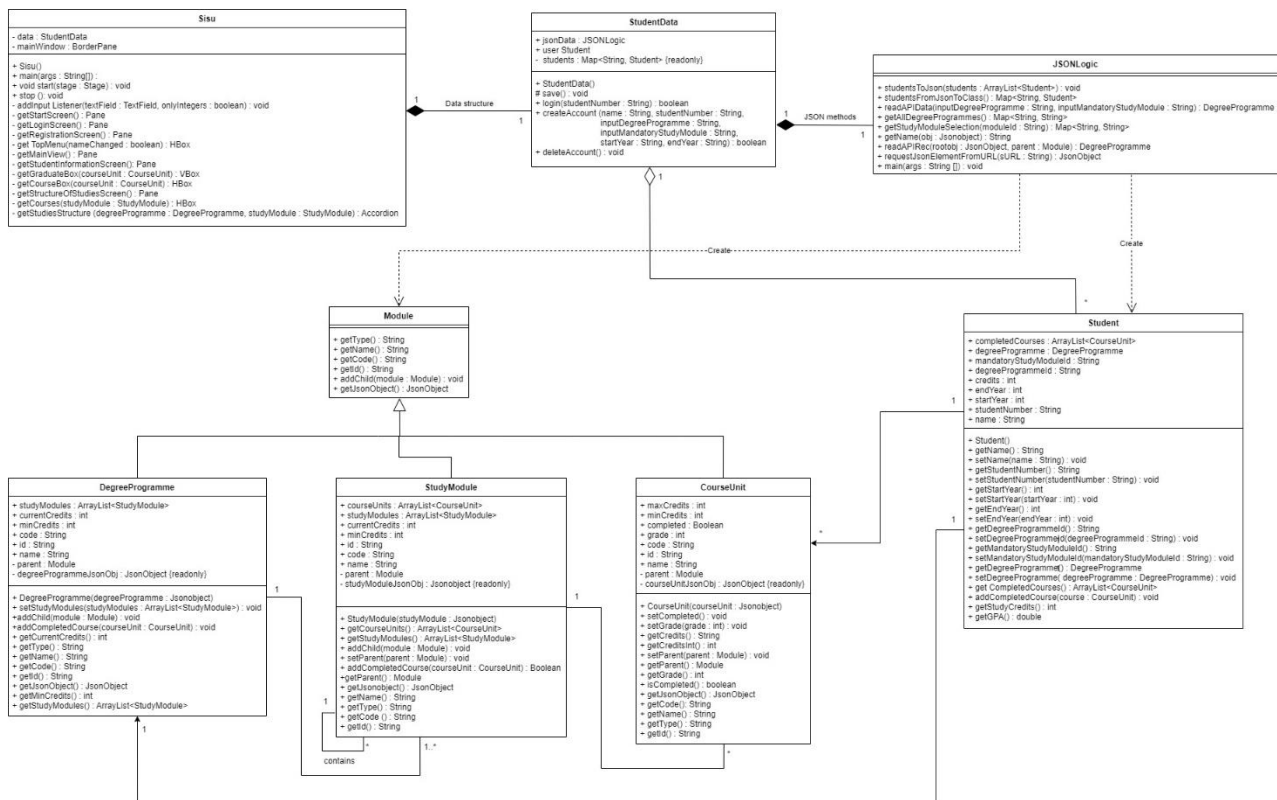 Sisu
- data : StudentData
- mainWindow : BorderPane
+ Sisu()
+ main(args : String[]) :
+ void start(stage : Stage) : void
+ stop () : void
- addInput Listener(textField : TextField, onlyIntegers : boolean) : void
- getStartScreen() : Pane
- getLoginScreen() : Pane
- getRegistrationScreen() : Pane
- get TopMenu(nameChanged : boolean) : HBox
- getMainView() : Pane
- getStudentInformationScreen() : Pane
- getGraduateBox(courseUnit : CourseUnit) : VBox
- getCourseBox(courseUnit : CourseUnit) : HBox
- getStructureOfStudiesScreen() : Pane
- getCourses(studyModule : StudyModule) : HBox
- getStudiesStructure (degreeProgramme : DegreeProgramme, studyModule : StudyModule) : Accordion
1
Data structure
1
StudentData
+ jsonData : JSONLogic
+ user Student
- students : Map<String, Student> {readonly}
+ StudentData()
# save() : void
+ login(studentNumber : String) : boolean
+ createAccount (name : String, studentNumber : String,
inputDegreeProgramme : String,
inputMandatoryStudyModule : String,
startYear : String, endYear : String) : boolean
+ deleteAccount() : void
1
JSON methods
1
1
JSONLogic
+ studentsToJson(students : ArrayList<Student>) : void
+ studentsFromJsonToClass() : Map<String, Student>
+ readAPIData(inputDegreeProgramme : String, inputMandatoryStudyModule : String) : DegreeProgramme
+ getAllDegreeProgrammes() : Map<String, String>
+ getStudyModuleSelection(moduleId : String) : Map<String, String>
+ getName(obj : Jsonobject) : String
+ readAPIRec(rootobj : JsonObject, parent : Module) : DegreeProgramme
+ requestJsonElementFromURL(sURL : String) : JsonObject
+ main(args : String []) : void
Create
Create
*
Module
+ getType() : String
+ getName() : String
+ getCode() : String
+ getId() : String
+ addChild(module : Module) : void
+ getJsonObject() : JsonObject
Student
+ completedCourses : ArrayList<CourseUnit>
+ degreeProgramme : DegreeProgramme
+ mandatoryStudyModuleId : String
+ degreeProgrammeId : String
+ credits : int
+ endYear : int
+ startYear : int
+ studentNumber : String
+ name : String
+ Student()
+ getName() : String
+ setName(name : String) : void
+ getStudentNumber() : String
+ setStudentNumber(studentNumber : String) : void
+ getStartYear() : int
+ setStartYear(startYear : int) : void
+ getEndYear() : int
+ setEndYear(endYear : int) : void
+ getDegreeProgrammeId() : String
+ setDegreeProgrammeId(degreeProgrammeId : String) : void
+ getMandatoryStudyModuleId() : String
+ setMandatoryStudyModuleId(mandatoryStudyModuleId : String) : void
+ getDegreeProgramme() : DegreeProgramme
+ setDegreeProgramme( degreeProgramme : DegreeProgramme) : void
+ get CompletedCourses() : ArrayList<CourseUnit>
+ addCompletedCourse(course : CourseUnit) : void
+ getStudyCredits() : int
+ getGPA() : double
1
*
1
DegreeProgramme
+ studyModules : ArrayList<StudyModule>
+ currentCredits : int
+ minCredits : int
+ code : String
+ id : String
+ name : String
- parent : Module
- degreeProgrammeJsonObj : JsonObject {readonly}
+ DegreeProgramme(degreeProgramme : Jsonobject)
+ setStudyModules(studyModules : ArrayList<StudyModule>) : void
+addChild(module : Module) : void
+addCompletedCourse(courseUnit : CourseUnit) : void
+ getCurrentCredits() : int
+ getType() : String
+ getName() : String
+ getCode() : String
+ getId() : String
+ getJsonObject() : JsonObject
+ getMinCredits() : int
+ getStudyModules() : ArrayList<StudyModule>
1
1
StudyModule
+ courseUnits : ArrayList<CourseUnit>
+ studyModules : ArrayList<StudyModule>
+ currentCredits : int
+ minCredits : int
+ id : String
+ code : String
+ name : String
- parent : Module
- studyModuleJsonObj : Jsonobject {readonly}
+ StudyModule(studyModule : Jsonobject)
+ getCourseUnits() : ArrayList<CourseUnit>
+ getStudyModules() : ArrayList<StudyModule>
+ addChild(module : Module) : void
+ setParent(parent : Module) : void
+ addCompletedCourse(courseUnit : CourseUnit) : Boolean
+getParent() : Module
+ getJsonobject() : JsonObject
+ getName() : String
+ getType() : String
+ getCode () : String
+ getId() : String
1
*
contains
1..*
1
CourseUnit
+ maxCredits : int
+ minCredits : int
+ completed : Boolean
+ grade : int
+ code : String
+ id : String
+ name : String
- parent : Module
- courseUnitJsonObj : JsonObject {readonly}
+ CourseUnit(courseUnit : Jsonobject)
+ setCompleted() : void
+ setGrade(grade : int) : void
+ getCredits() : String
+ getCreditsInt() : int
+ setParent(parent : Module) : void
+ getParent() : Module
+ getGrade() : int
+ isCompleted() : boolean
+ getJsonObject() : JsonObject
+ getCode() : String
+ getName() : String
+ getType() : String
+ getId() : String
*